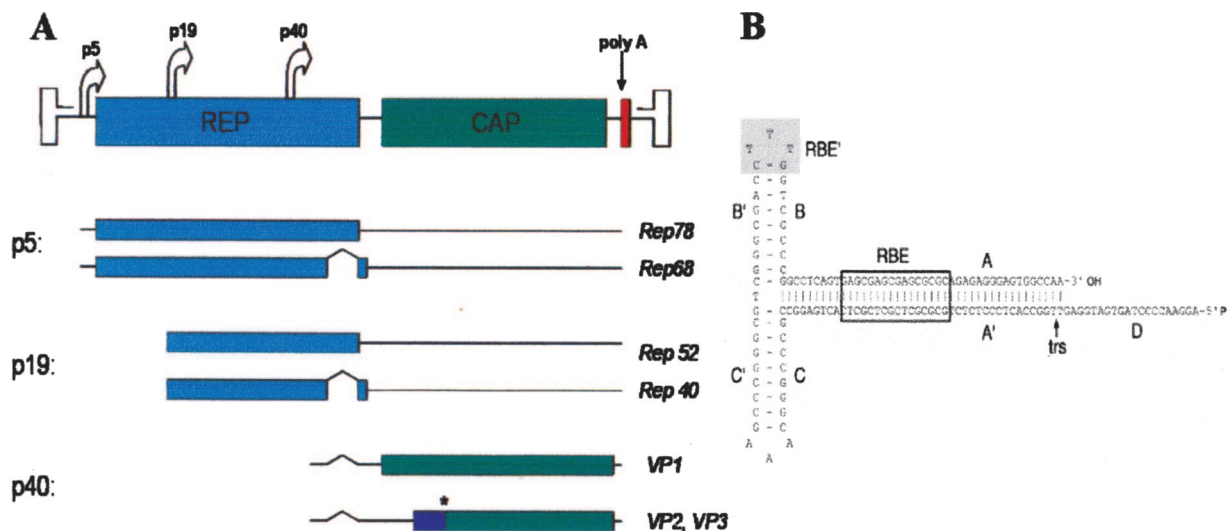 A
p5
p19
p40
poly A
REP
CAP
p5:
Rep78
Rep68
p19:
Rep 52
Rep 40
p40:
VP1
*
VP2, VP3
B
T
T T
RBE'
C - G
C - G
A - T
B' B
RBE
A
GGCCTCAGTGAGCGAGCGAGCGCGCAGAGAGGGAGTGGCCAA-3' OH
CCGGAGTCACTCGCTCGCTCGCGCGTCTCTCCCTCACCGGTTGAGGTAGTGATCCCCAAGGA-5'P
A'
trs
D
C' C
A A
A